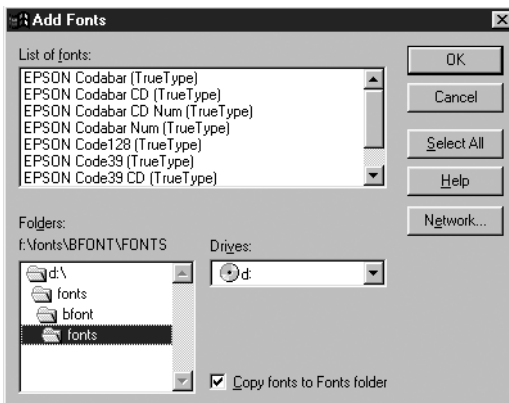 Add Fonts
List of fonts:
EPSON Codabar (TrueType)
EPSON Codabar CD (TrueType)
EPSON Codabar CD Num (TrueType)
EPSON Codabar Num (TrueType)
EPSON Code128 (TrueType)
EPSON Code39 (TrueType)
EPSON Code39 CD (TrueType)
OK
Cancel
Select All
Help
Network...
Folders:
f:\fonts\BFONT\FONTS
d:\
fonts
bfont
fonts
Drives:
d:
Copy fonts to Fonts folder